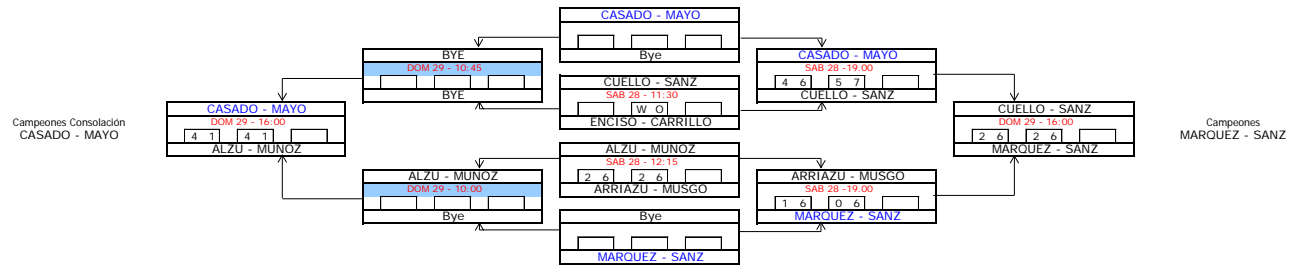 CASADO - MAYO
Bye
BYE
DOM 29 - 10:45
BYE
CASADO - MAYO
SAB 28 -19.00
4 6 5 7
CUELLO - SANZ
CUELLO - SANZ
SAB 28 - 11:30
W O
ENCISO - CARRILLO
Campeones Consolación
CASADO - MAYO
CASADO - MAYO
DOM 29 - 16:00
4 1 4 1
ALZU - MUÑOZ
CUELLO - SANZ
DOM 29 - 16:00
2 6 2 6
MARQUEZ - SANZ
Campeones
MARQUEZ - SANZ
ALZU - MUÑOZ
SAB 28 - 12:15
2 6 2 6
ARRIAZU - MUSGO
ALZU - MUÑOZ
DOM 29 - 10:00
Bye
ARRIAZU - MUSGO
SAB 28 -19.00
1 6 0 6
MARQUEZ - SANZ
Bye
MARQUEZ - SANZ